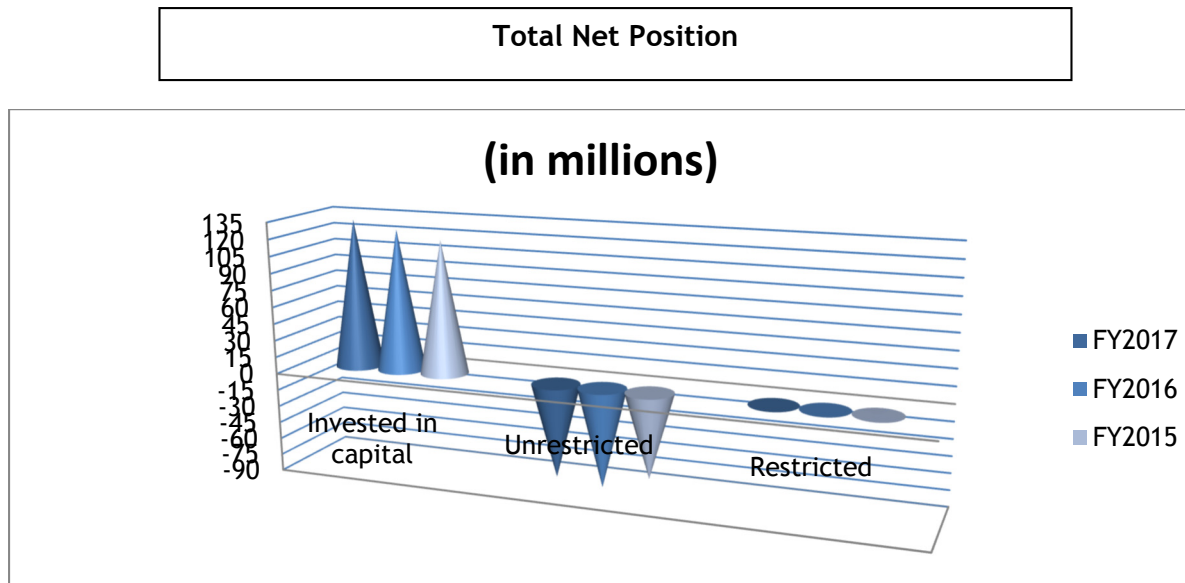 Total Net Position
(in millions)
135
120
105
90
75
60
45
30
15
0
-15
-30
-45
-60
-75
-90
Invested in
capital
Unrestricted
Restricted
FY2017
FY2016
FY2015